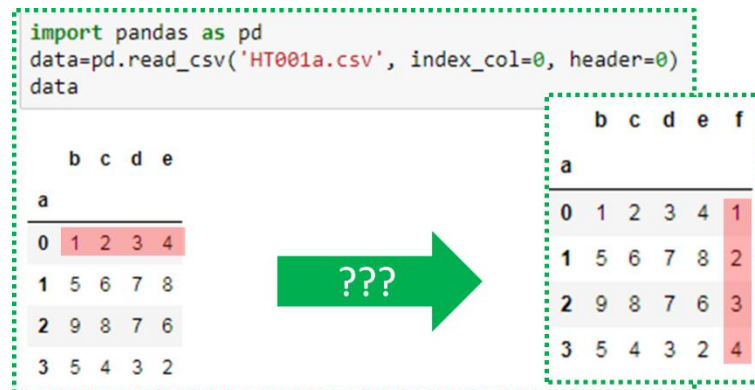 import pandas as pd
data=pd.read_csv('HT001a.csv', index_col=0, header=0)
data
b c d e
a
0 1 2 3 4
1 5 6 7 8
2 9 8 7 6
3 5 4 3 2
???
b c d e f
a
0 1 2 3 4 1
1 5 6 7 8 2
2 9 8 7 6 3
3 5 4 3 2 4